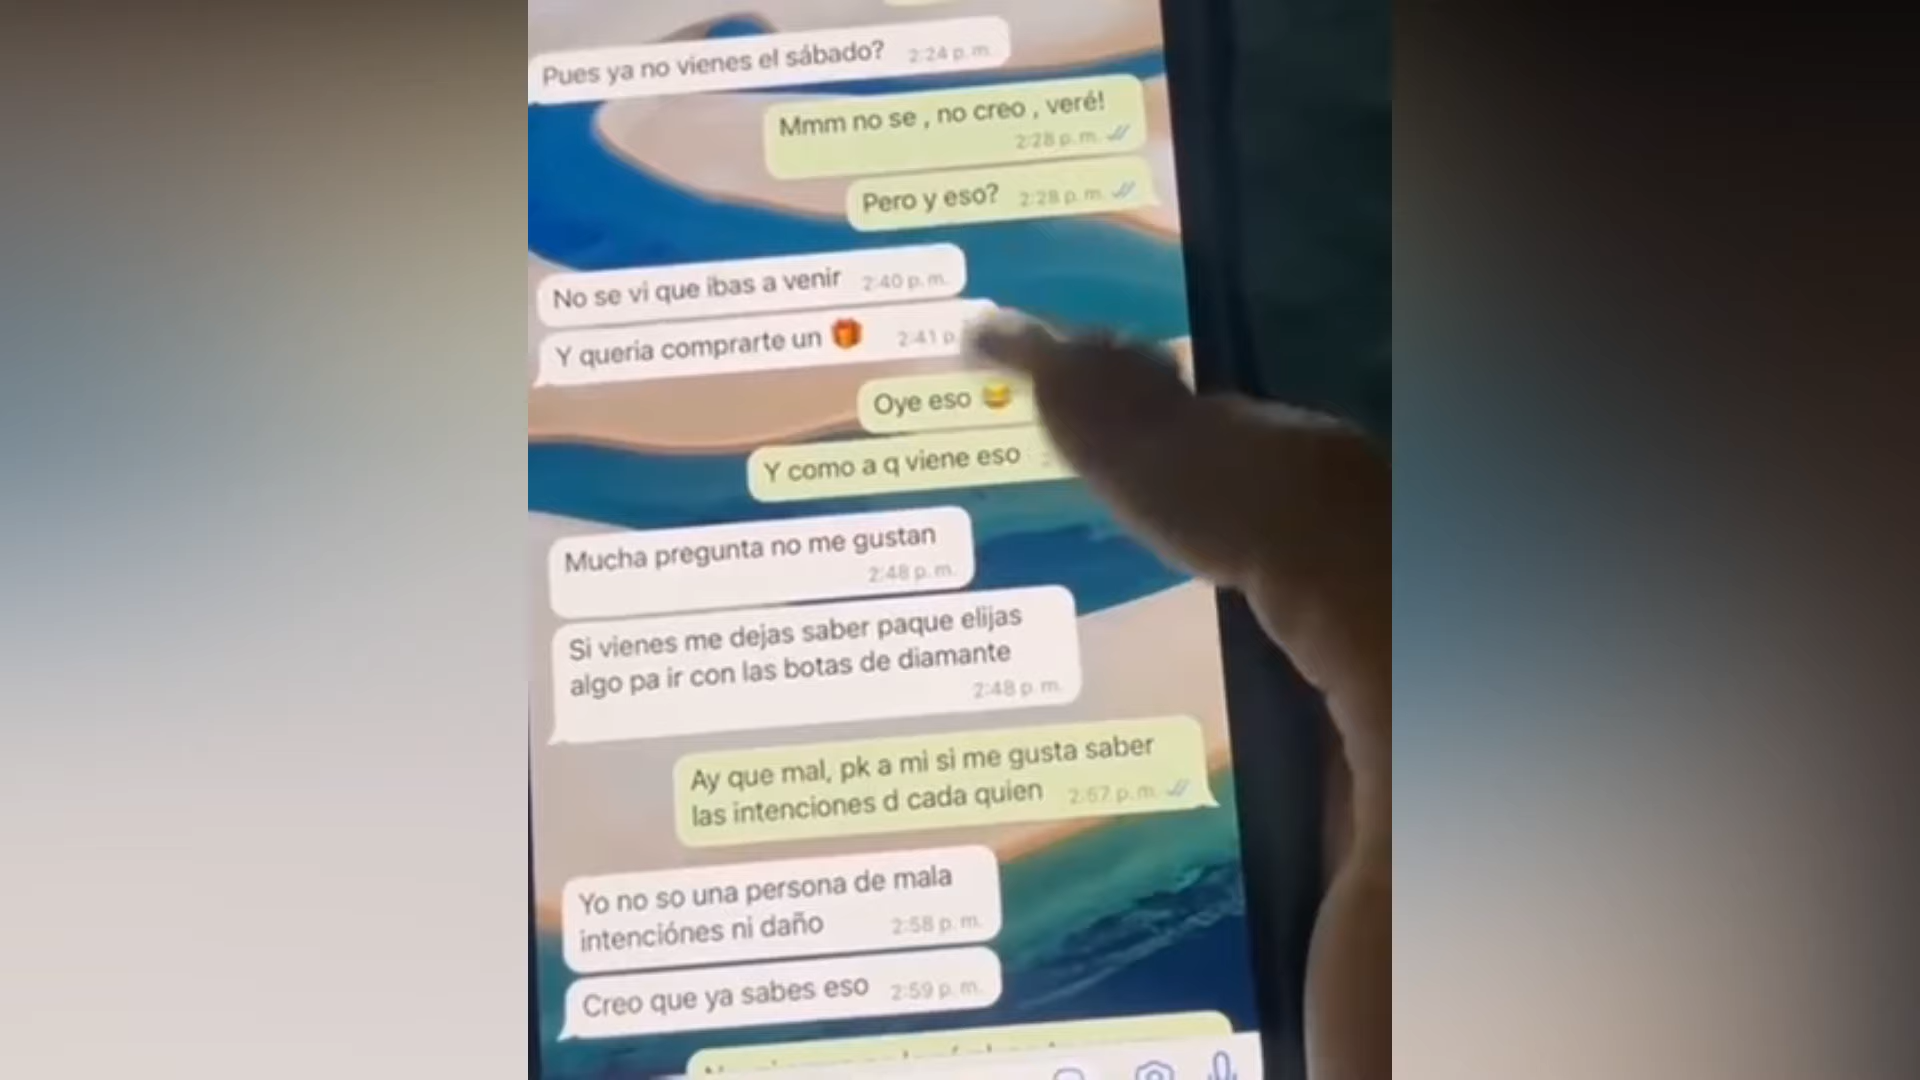 Pues ya no vienes el sábado? 2:24 p. m.
Mmm no se , no creo , veré!
2:28 p. m.
Pero y eso? 2:28 p. m.
No se vi que ibas a venir 2:40 p. m.
Y queria comprarte un 🎁 2:41 p.
Oye eso 😂
Y como a q viene eso
Mucha pregunta no me gustan
2:48 p. m.
Si vienes me dejas saber paque elijas
algo pa ir con las botas de diamante
2:48 p. m.
Ay que mal, pk a mi si me gusta saber
las intenciones d cada quien 2:57 p. m.
Yo no so una persona de mala
intenciónes ni daño 2:58 p. m.
Creo que ya sabes eso 2:59 p. m.